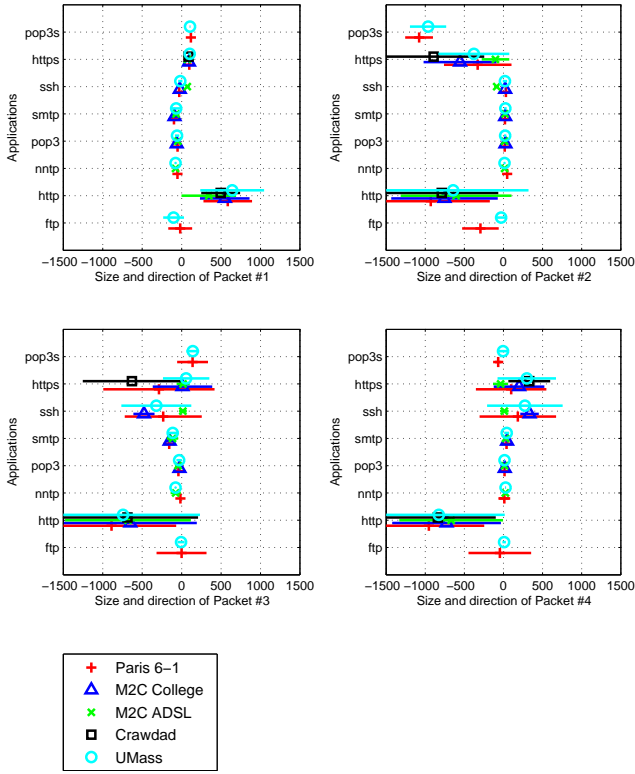 pop3s
https
ssh
smtp
pop3
nntp
http
ftp
Applications
−1500 −1000 −500 0 500 1000 1500
Size and direction of Packet #1
pop3s
https
ssh
smtp
pop3
nntp
http
ftp
Applications
−1500 −1000 −500 0 500 1000 1500
Size and direction of Packet #2
pop3s
https
ssh
smtp
pop3
nntp
http
ftp
Applications
−1500 −1000 −500 0 500 1000 1500
Size and direction of Packet #3
pop3s
https
ssh
smtp
pop3
nntp
http
ftp
Applications
−1500 −1000 −500 0 500 1000 1500
Size and direction of Packet #4
Paris 6−1
M2C College
M2C ADSL
Crawdad
UMass